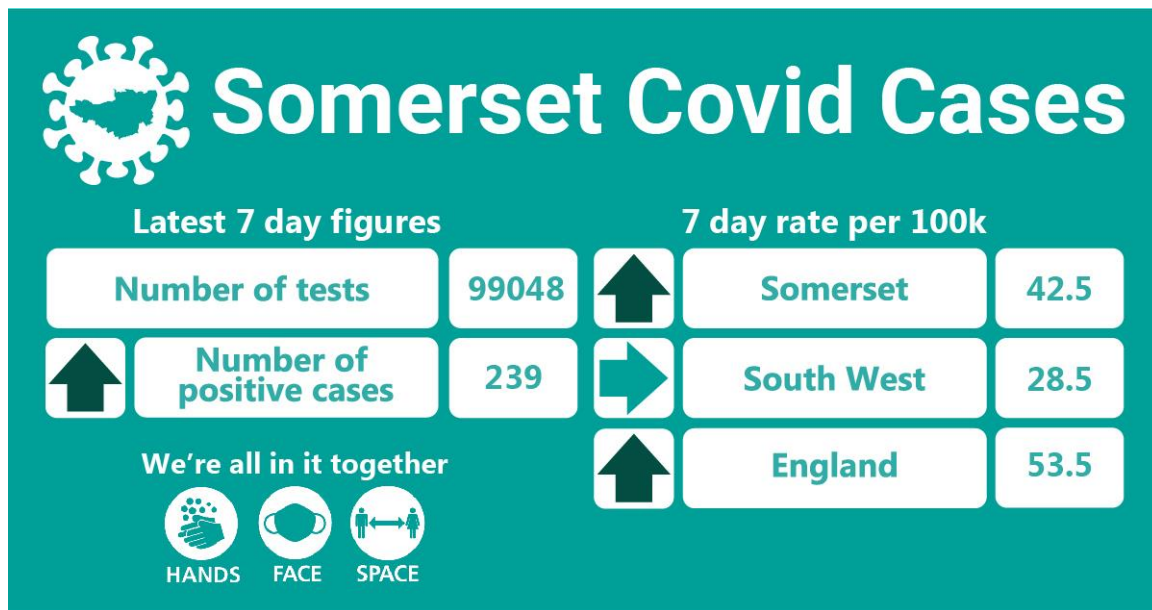 Somerset Covid Cases
Latest 7 day figures
Number of tests 99048
Number of
positive cases 239
7 day rate per 100k
Somerset 42.5
South West 28.5
England 53.5
We're all in it together
HANDS FACE SPACE